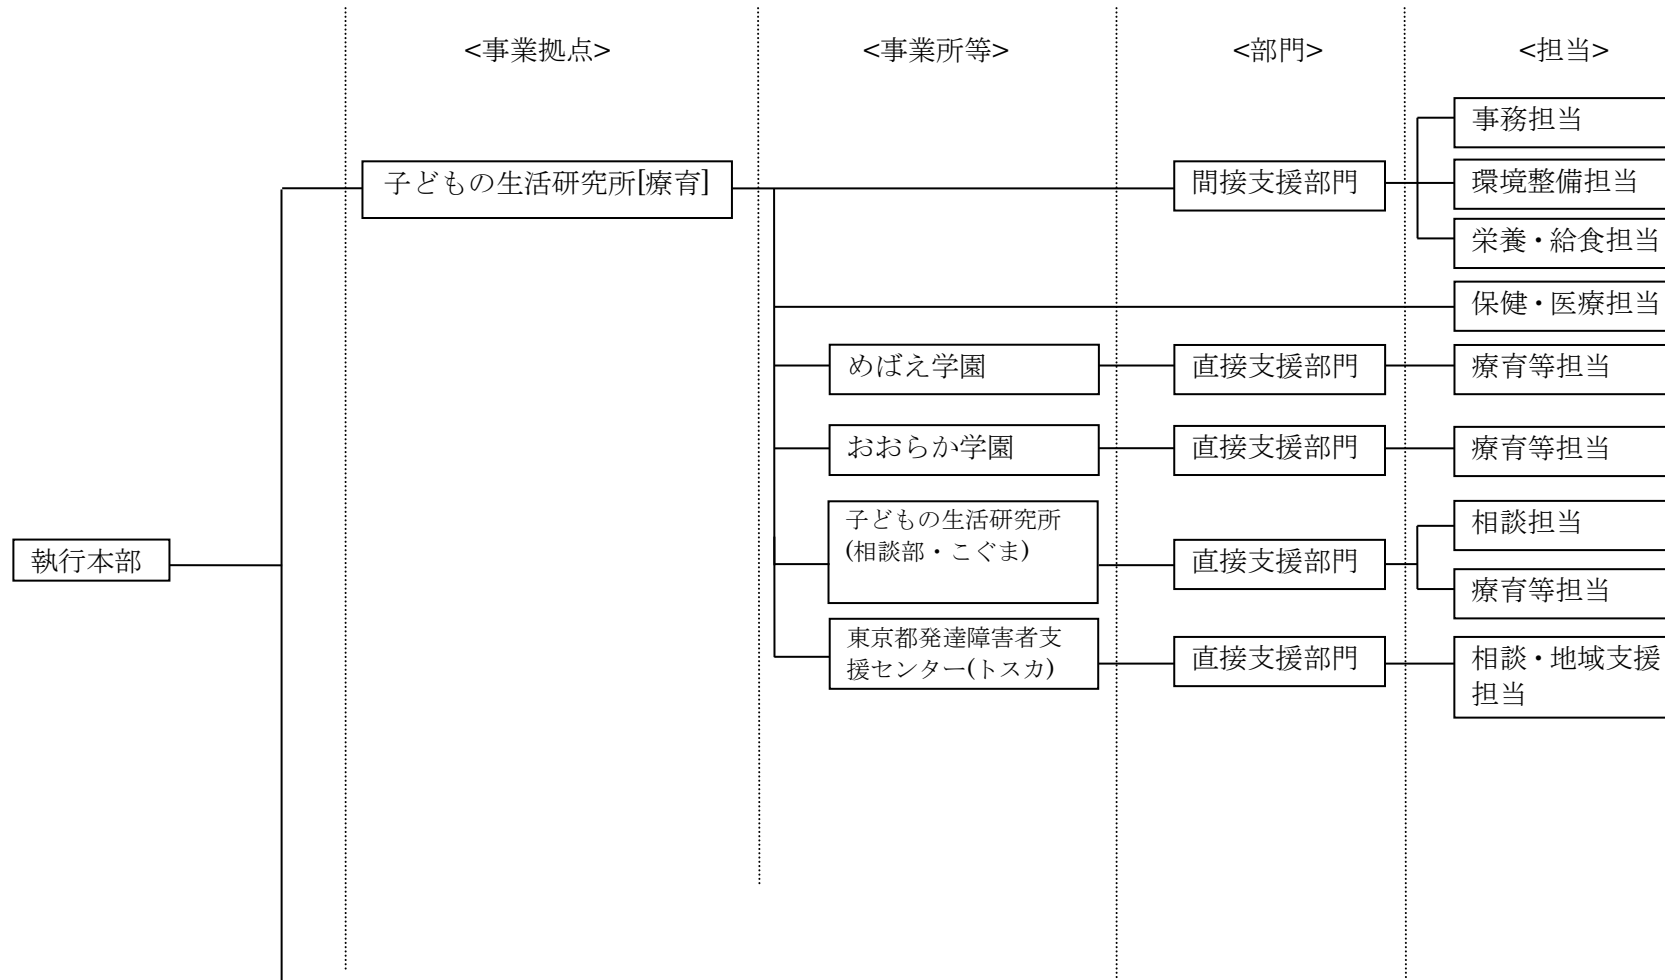 <事業拠点>
<事業所等>
<部門>
<担当>
執行本部
子どもの生活研究所[療育]
間接支援部門
事務担当
環境整備担当
栄養・給食担当
保健・医療担当
めばえ学園
直接支援部門
療育等担当
おおらか学園
直接支援部門
療育等担当
子どもの生活研究所
(相談部・こぐま)
直接支援部門
相談担当
療育等担当
東京都発達障害者支
援センター(トスカ)
直接支援部門
相談・地域支援
担当